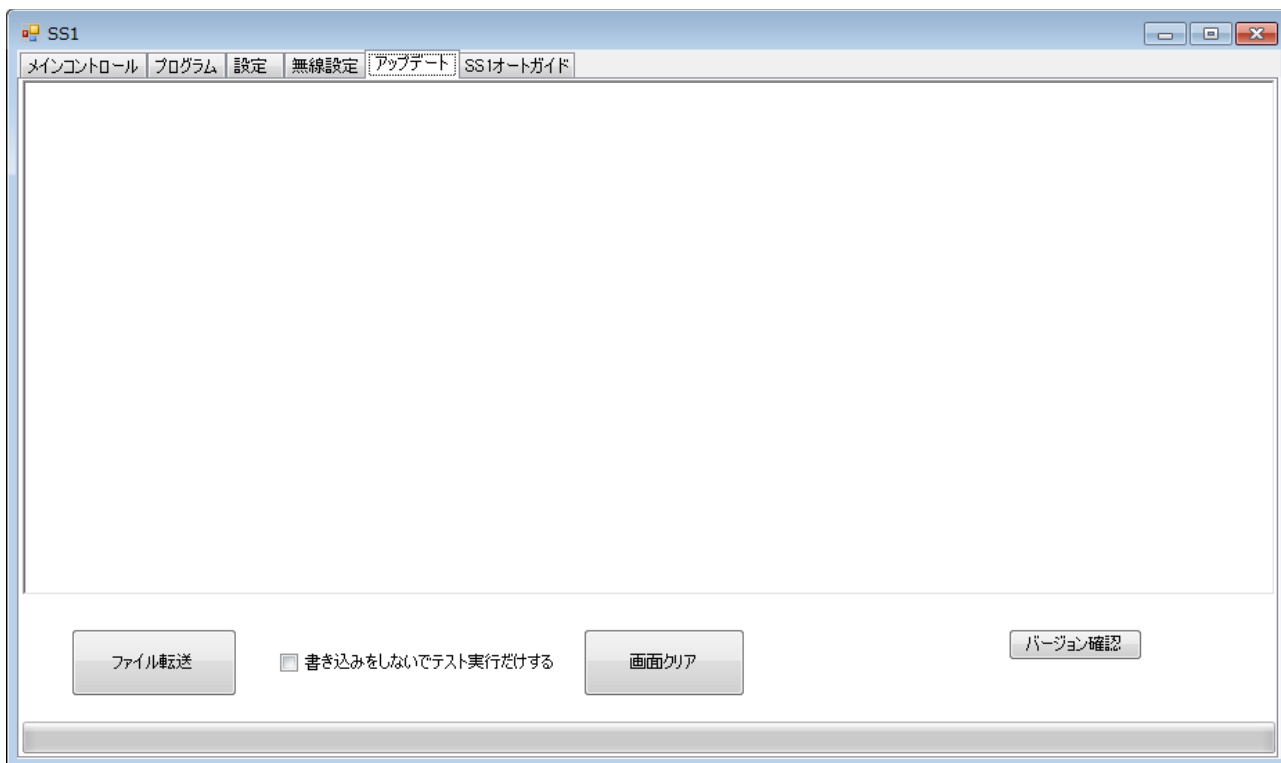 SS1
メインコントロール プログラム 設定 無線設定 アップデート SS1オートガイド
ファイル転送 書き込みをしないでテスト実行だけする 画面クリア バージョン確認